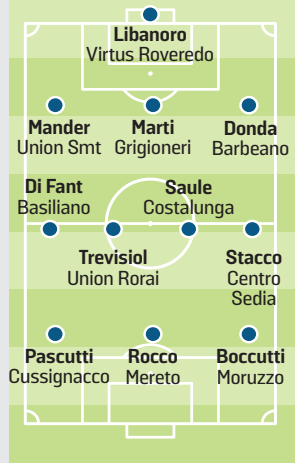 Libanoro
Virtus Roveredo
Mander
Union Smt
Marti
Grigioneri
Donda
Barbeano
Di Fant
Basiliano
Saule
Costalunga
Trevisiol
Union Rorai
Stacco
Centro
Sedia
Pascutti
Cussignacco
Rocco
Mereto
Boccutti
Moruzzo